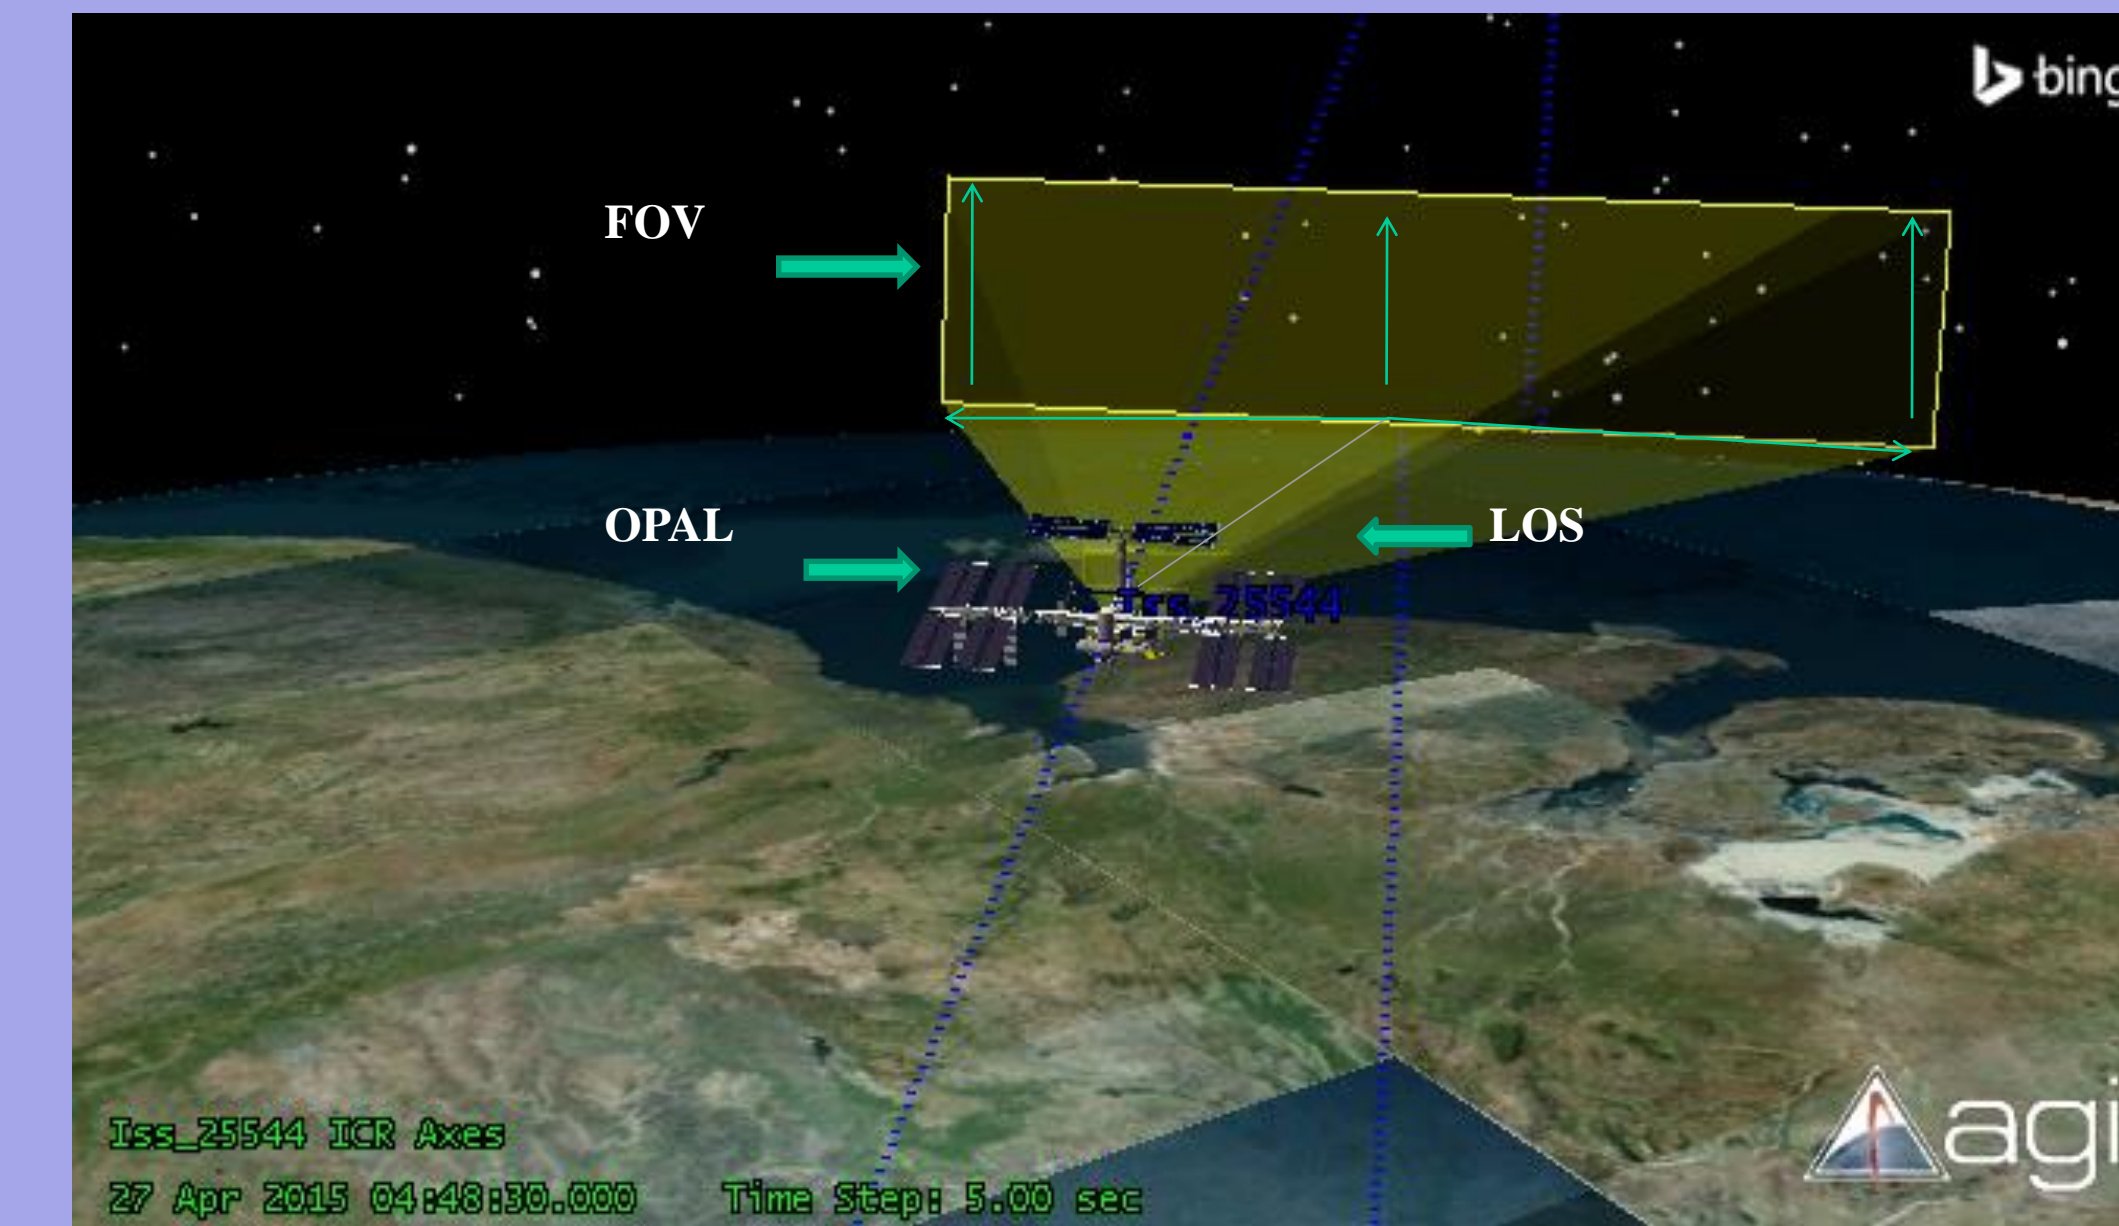 bing
FOV
OPAL
LOS
Iss_25544
agi
Iss_25544 ICR Axes
27 Apr 2015 04:48:30.000 Time Step: 5.00 sec